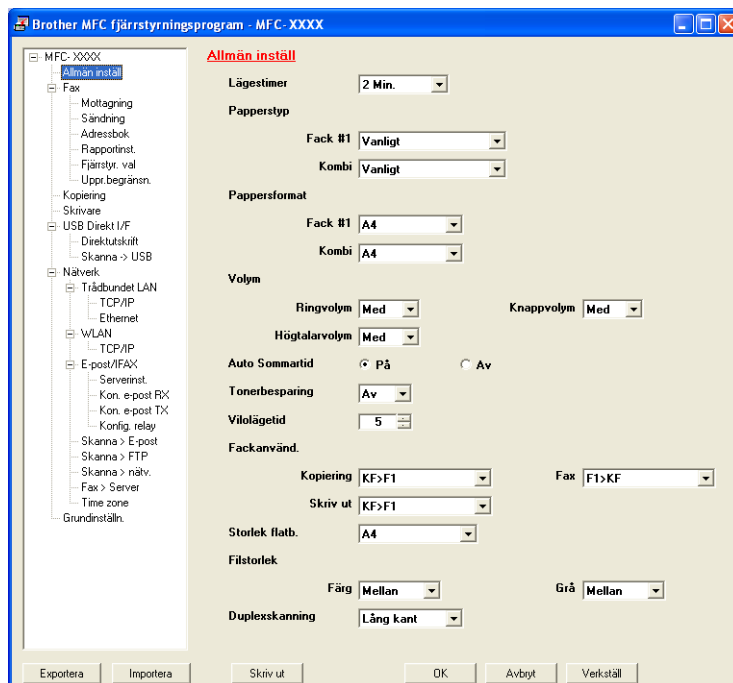 Brother MFC fjärrstyrningsprogram - MFC- XXXX
MFC- XXXX
Allmän inställ
Fax
Mottagning
Sändning
Adressbok
Rapportinst.
Fjärrstyr. val
Uppr.begränsn.
Kopiering
Skrivare
USB Direkt I/F
Direktutskrift
Skanna -> USB
Nätverk
Trådbundet LAN
TCP/IP
Ethernet
WLAN
TCP/IP
E-post/IFAX
Serverinst.
Kon. e-post RX
Kon. e-post TX
Konfig. relay
Skanna > E-post
Skanna > FTP
Skanna > nätv.
Fax > Server
Time zone
Grundinställn.
Allmän inställ
Lägestimer 2 Min.
Papperstyp
Fack #1 Vanligt
Kombi Vanligt
Pappersformat
Fack #1 A4
Kombi A4
Volym
Ringvolym Med Knappvolym Med
Högtalarvolym Med
Auto Sommartid På Av
Tonerbesparing Av
Vilolägetid 5
Fackanvänd.
Kopiering KF>F1 Fax F1>KF
Skriv ut KF>F1
Storlek flatb. A4
Filstorlek
Färg Mellan Grå Mellan
Duplexskanning Lång kant
Exportera Importera Skriv ut OK Avbryt Verkställ